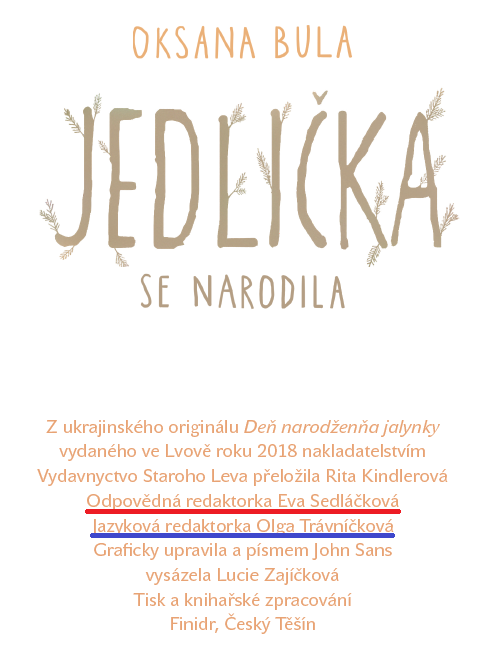 OKSANA BULA
JEDLIČKA
SE NARODILA
Z ukrajinského originálu Deň narodženňa jalynky
vydaného ve Lvově roku 2018 nakladatelstvím
Vydavnyctvo Staroho Leva přeložila Rita Kindlerová
Odpovědná redaktorka Eva Sedláčková
Jazyková redaktorka Olga Trávníčková
Graficky upravila a písmem John Sans
vysázela Lucie Zajíčková
Tisk a knihařské zpracování
Finidr, Český Těšín